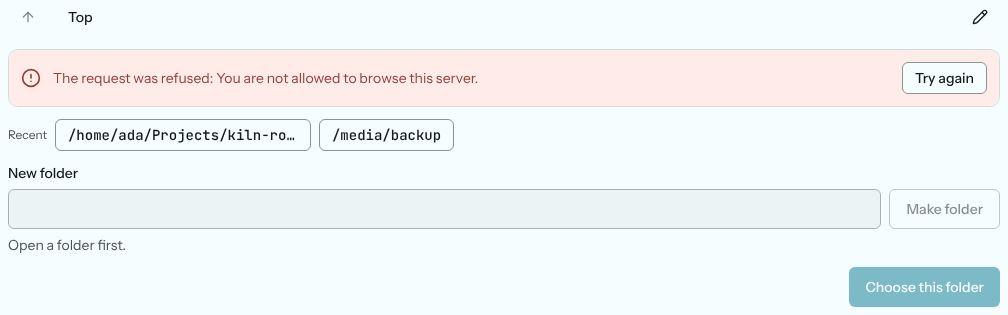 Top
The request was refused: You are not allowed to browse this server.
Try again
Recent
/home/ada/Projects/kiln-ro…
/media/backup
New folder
Make folder
Open a folder first.
Choose this folder